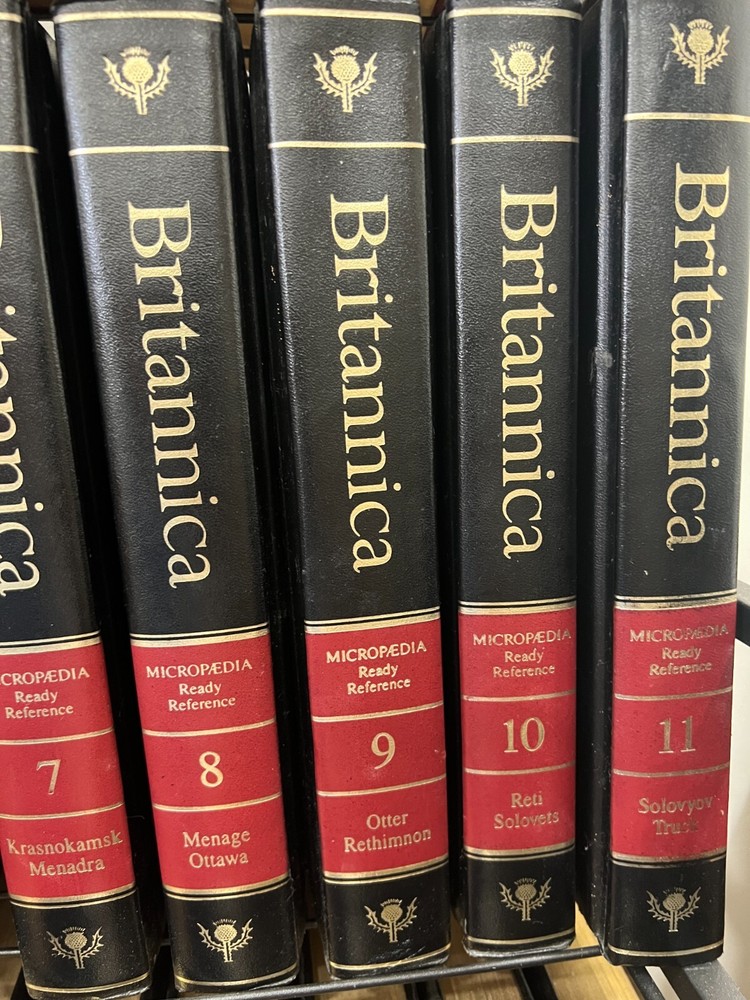 Britannica
MICROPÆDIA
Ready
Reference
7
Krasnokamsk
Menadra
Britannica
MICROPÆDIA
Ready
Reference
8
Menage
Ottawa
Britannica
MICROPÆDIA
Ready
Reference
9
Otter
Rethimnon
Britannica
MICROPÆDIA
Ready
Reference
10
Reti
Solovets
Britannica
MICROPÆDIA
Ready
Reference
11
Solovyov
Truck